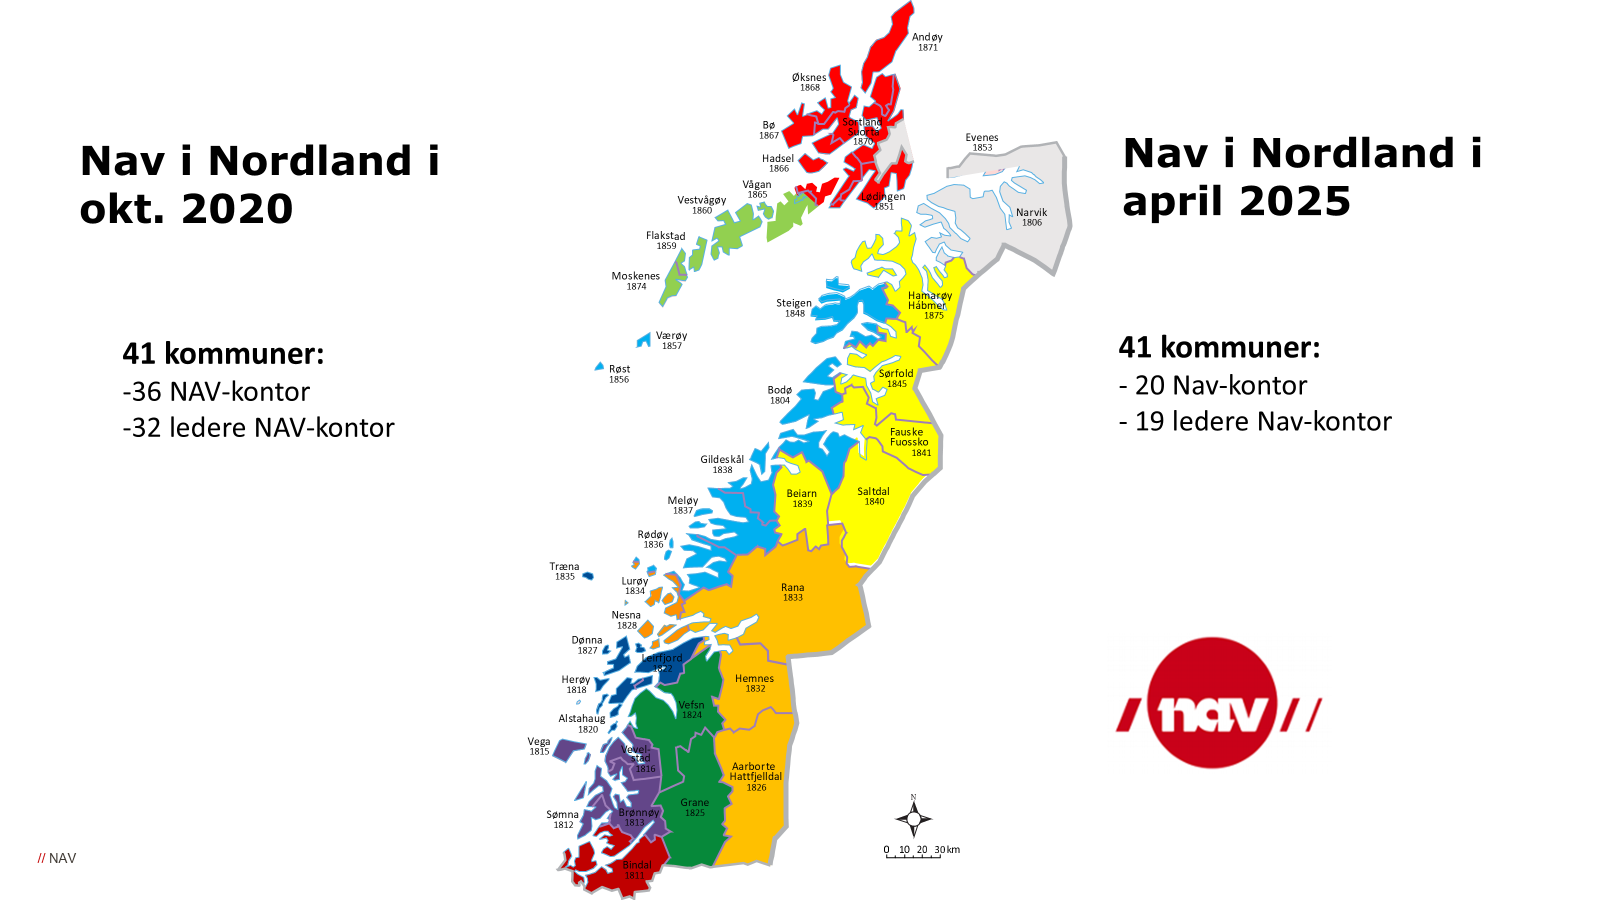 Nav i Nordland i
okt. 2020
41 kommuner:
-36 NAV-kontor
-32 ledere NAV-kontor
// NAV
Andøy
1871
Øksnes
1868
Bø
1867
Sortland
Suortá
1870
Hadsel
1866
Evenes
1853
Vågan
1865
Lødingen
1851
Vestvågøy
1860
Narvik
1806
Flakstad
1859
Moskenes
1874
Steigen
1848
Hamarøy
Hábmer
1875
Værøy
1857
Røst
1856
Sørfold
1845
Bodø
1804
Fauske
Fuossko
1841
Gildeskål
1838
Beiarn
1839
Saltdal
1840
Meløy
1837
Rødøy
1836
Træna
1835
Lurøy
1834
Rana
1833
Nesna
1828
Dønna
1827
Leirfjord
1822
Herøy
1818
Hemnes
1832
Vefsn
1824
Alstahaug
1820
Vega
1815
Vevel-
stad
1816
Aarborte
Hattfjelldal
1826
Grane
1825
Sømna
1812
Brønnøy
1813
Bindal
1811
N
0 10 20 30 km
Nav i Nordland i
april 2025
41 kommuner:
- 20 Nav-kontor
- 19 ledere Nav-kontor
/ nav //